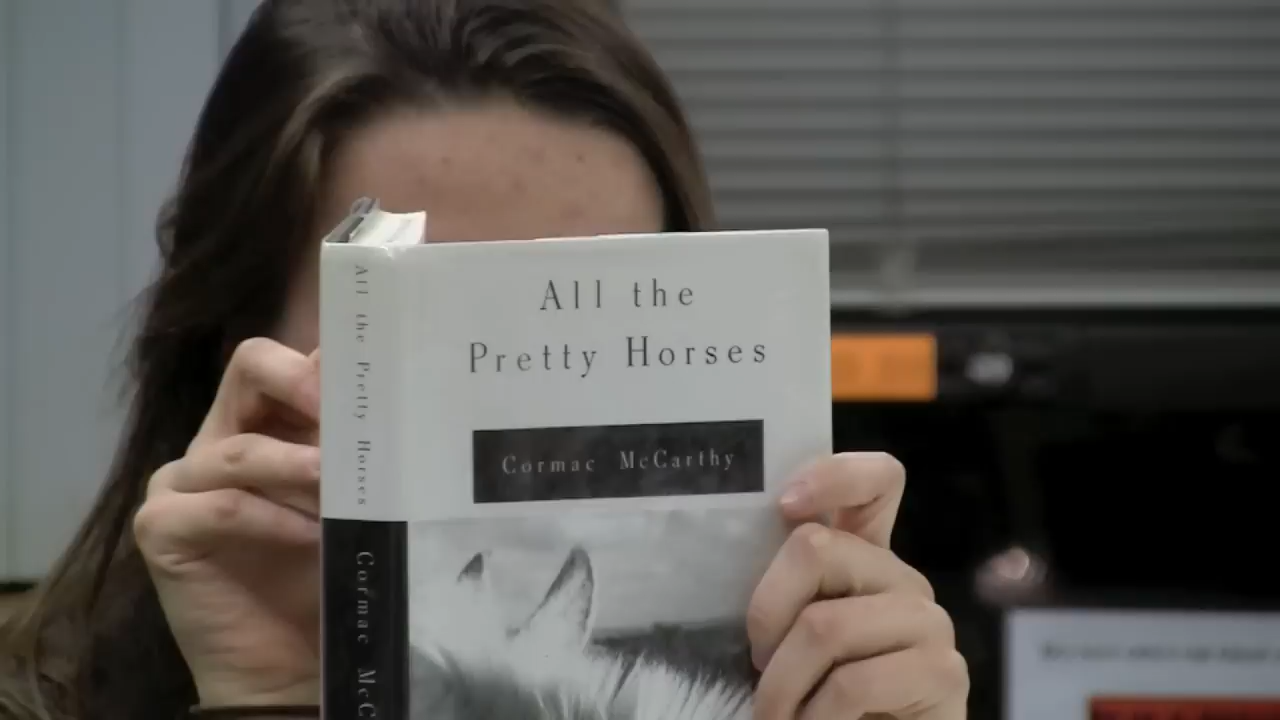 All the
Pretty Horses
Cormac McCarthy
All the Pretty Horses
Cormac McC